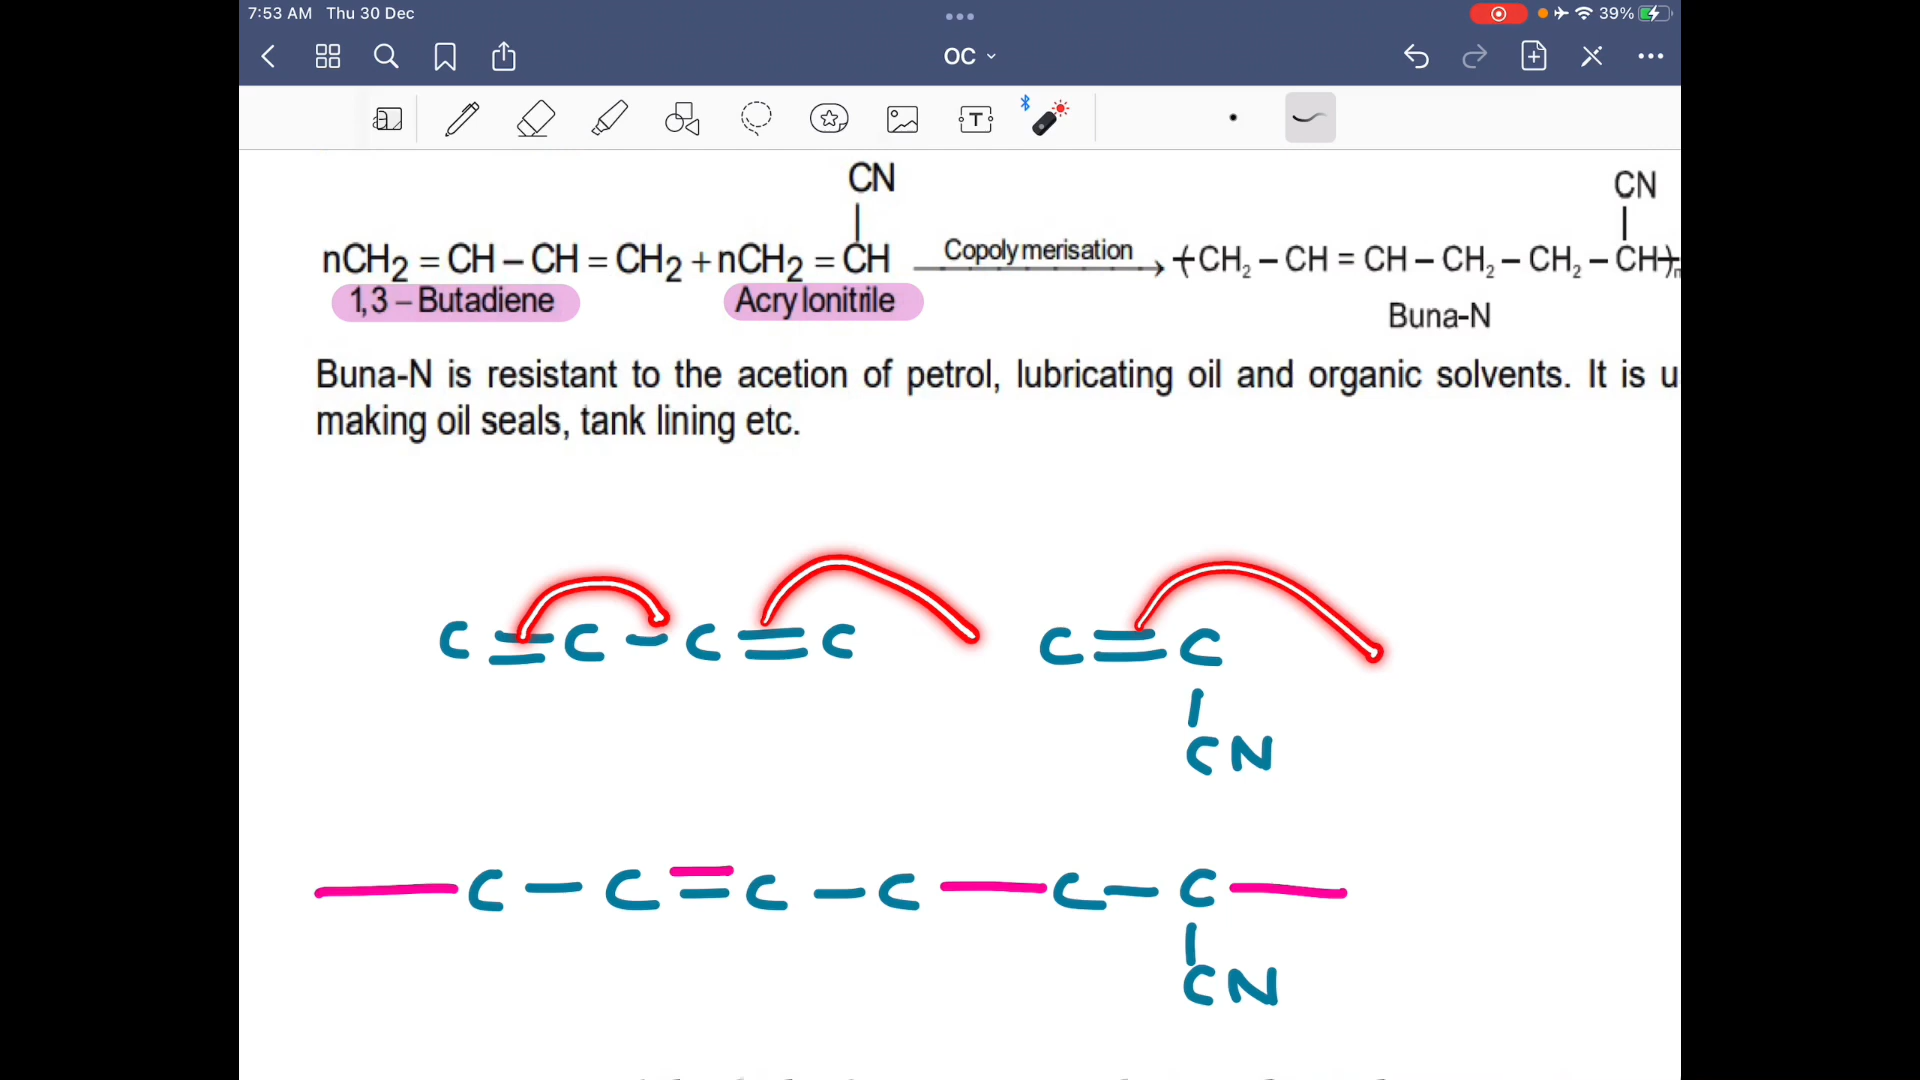 7:53 AM Thu 30 Dec
39%
OC
T
CN CN
nCH2 = CH – CH = CH2 + nCH2 = CH Copolymerisation (CH2 – CH = CH – CH2 – CH2 – CH)n
1,3 – Butadiene Acrylonitrile
Buna-N
Buna-N is resistant to the acetion of petrol, lubricating oil and organic solvents. It is u
making oil seals, tank lining etc.
C = C - C = C C = C
CN
— C — C = C — C — C — C —
CN